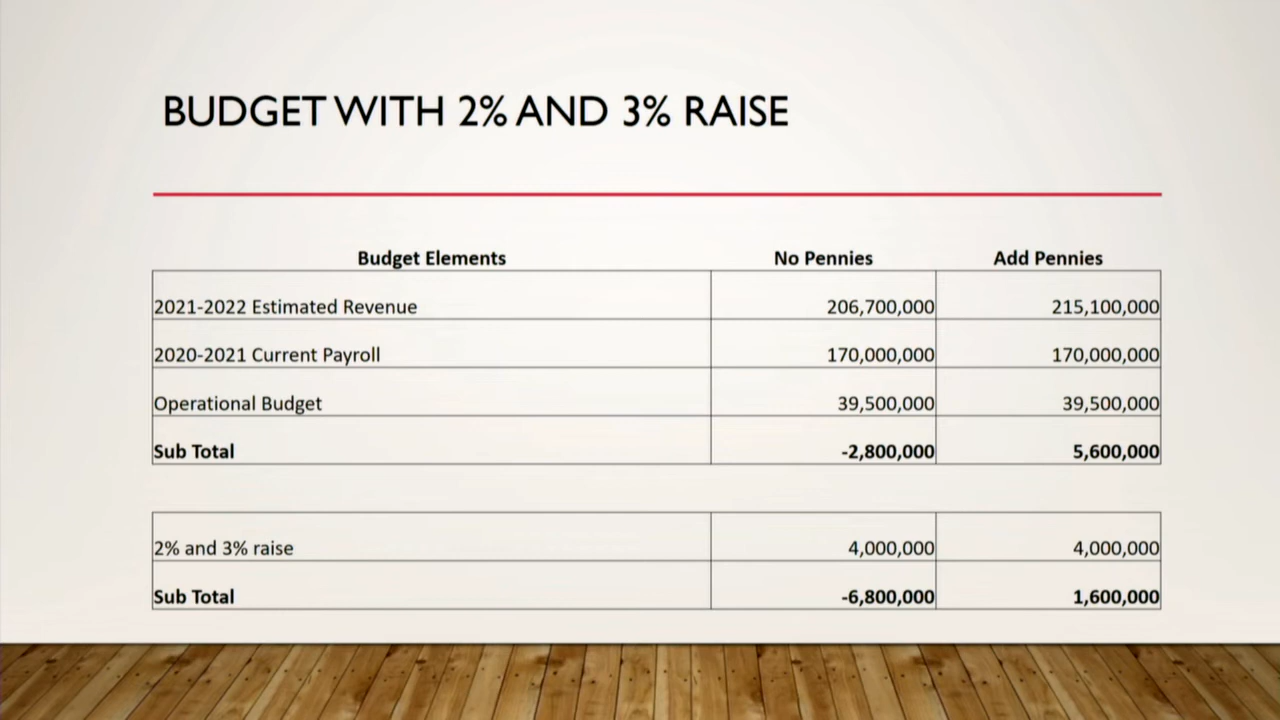 BUDGET WITH 2% AND 3% RAISE
Budget Elements No Pennies Add Pennies
2021-2022 Estimated Revenue 206,700,000 215,100,000
2020-2021 Current Payroll 170,000,000 170,000,000
Operational Budget 39,500,000 39,500,000
Sub Total -2,800,000 5,600,000
2% and 3% raise 4,000,000 4,000,000
Sub Total -6,800,000 1,600,000